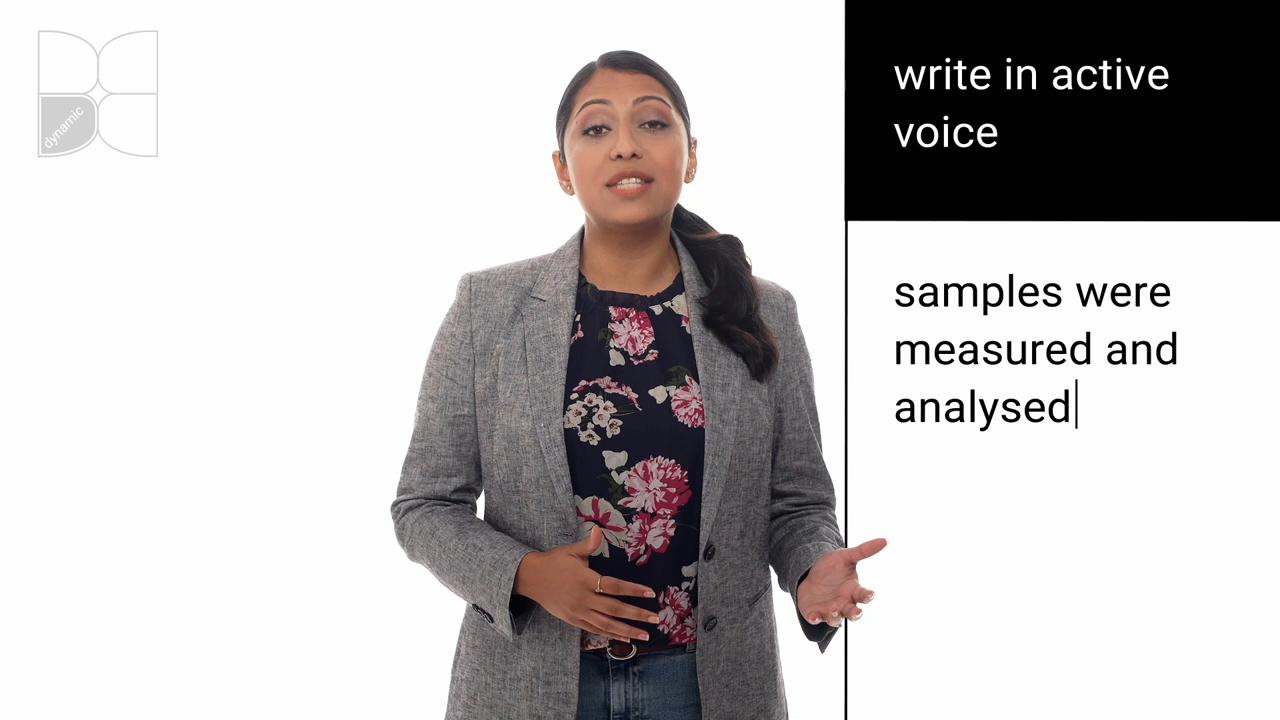 dynamic
write in active
voice
samples were
measured and
analysed